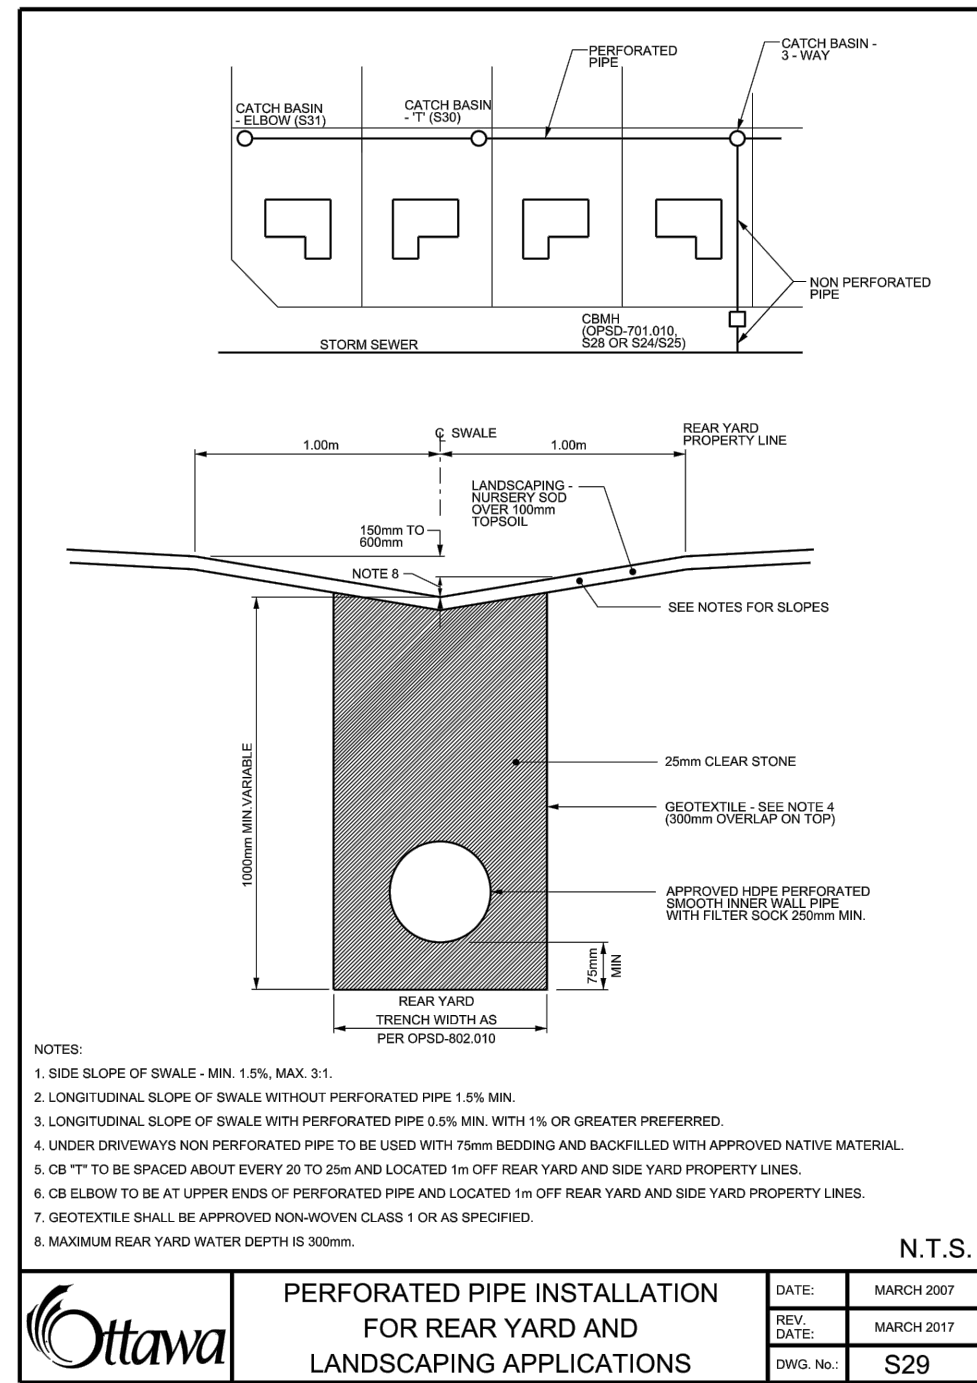 PERFORATED
PIPE
CATCH BASIN -
3 - WAY
CATCH BASIN
- ELBOW (S31)
CATCH BASIN
- 'T' (S30)
NON PERFORATED
PIPE
CBMH
(OPSD-701.010,
S28 OR S24/S25)
STORM SEWER
℄ SWALE
REAR YARD
PROPERTY LINE
1.00m
1.00m
LANDSCAPING -
NURSERY SOD
OVER 100mm
TOPSOIL
150mm TO
600mm
NOTE 8
SEE NOTES FOR SLOPES
1000mm MIN.VARIABLE
25mm CLEAR STONE
GEOTEXTILE - SEE NOTE 4
(300mm OVERLAP ON TOP)
APPROVED HDPE PERFORATED
SMOOTH INNER WALL PIPE
WITH FILTER SOCK 250mm MIN.
75mm
MIN
REAR YARD
TRENCH WIDTH AS
PER OPSD-802.010
NOTES:
1. SIDE SLOPE OF SWALE - MIN. 1.5%, MAX. 3:1.
2. LONGITUDINAL SLOPE OF SWALE WITHOUT PERFORATED PIPE 1.5% MIN.
3. LONGITUDINAL SLOPE OF SWALE WITH PERFORATED PIPE 0.5% MIN. WITH 1% OR GREATER PREFERRED.
4. UNDER DRIVEWAYS NON PERFORATED PIPE TO BE USED WITH 75mm BEDDING AND BACKFILLED WITH APPROVED NATIVE MATERIAL.
5. CB "T" TO BE SPACED ABOUT EVERY 20 TO 25m AND LOCATED 1m OFF REAR YARD AND SIDE YARD PROPERTY LINES.
6. CB ELBOW TO BE AT UPPER ENDS OF PERFORATED PIPE AND LOCATED 1m OFF REAR YARD AND SIDE YARD PROPERTY LINES.
7. GEOTEXTILE SHALL BE APPROVED NON-WOVEN CLASS 1 OR AS SPECIFIED.
8. MAXIMUM REAR YARD WATER DEPTH IS 300mm.
N.T.S.
Ottawa
PERFORATED PIPE INSTALLATION
FOR REAR YARD AND
LANDSCAPING APPLICATIONS
DATE: MARCH 2007
REV.
DATE: MARCH 2017
DWG. No.: S29